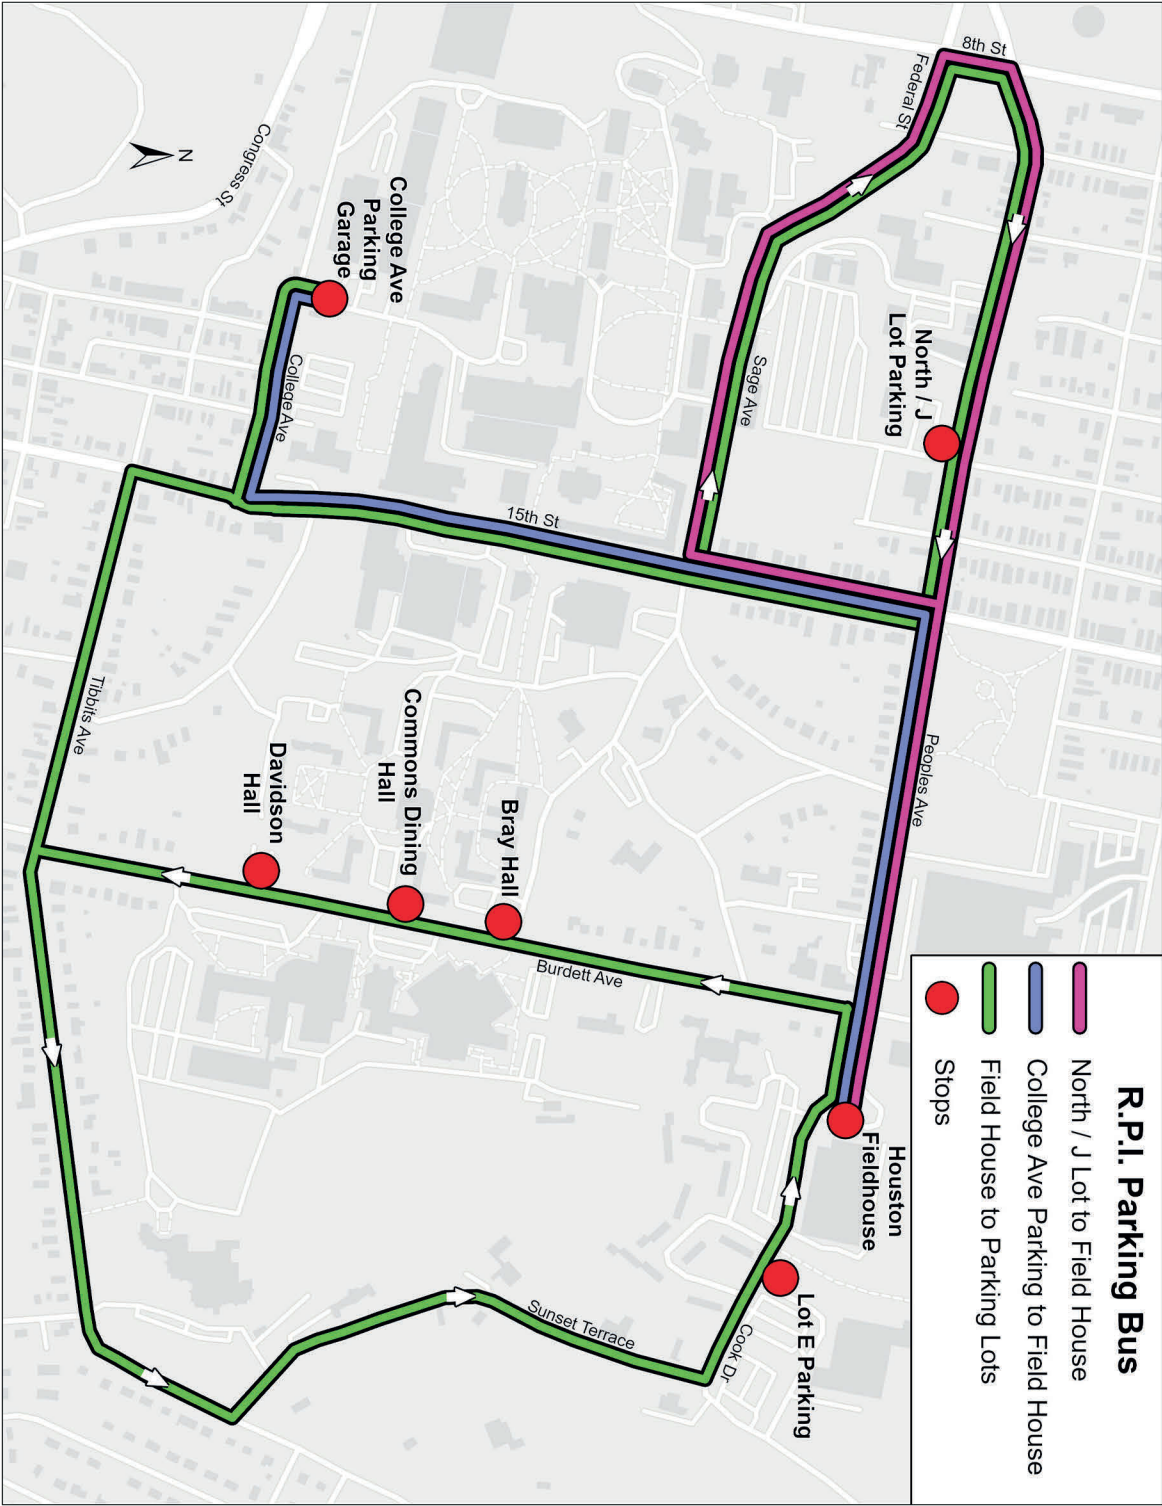 R.P.I. Parking Bus
North / J Lot to Field House
College Ave Parking to Field House
Field House to Parking Lots
Stops
8th St
Federal St
North / J
Lot Parking
Sage Ave
Peoples Ave
Houston
Fieldhouse
Lot E Parking
Cook Dr
Sunset Terrace
15th St
Burdett Ave
Bray Hall
Commons Dining
Hall
Davidson
Hall
College Ave
Parking
Garage
College Ave
Congress St
N
Tibbits Ave